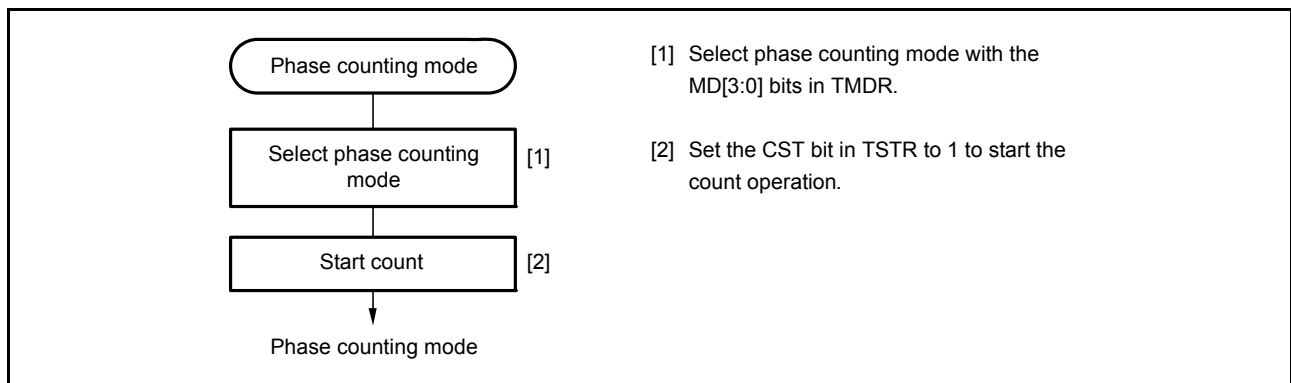 Phase counting mode
Select phase counting
mode
[1]
Start count
[2]
Phase counting mode
[1] Select phase counting mode with the
MD[3:0] bits in TMDR.
[2] Set the CST bit in TSTR to 1 to start the
count operation.